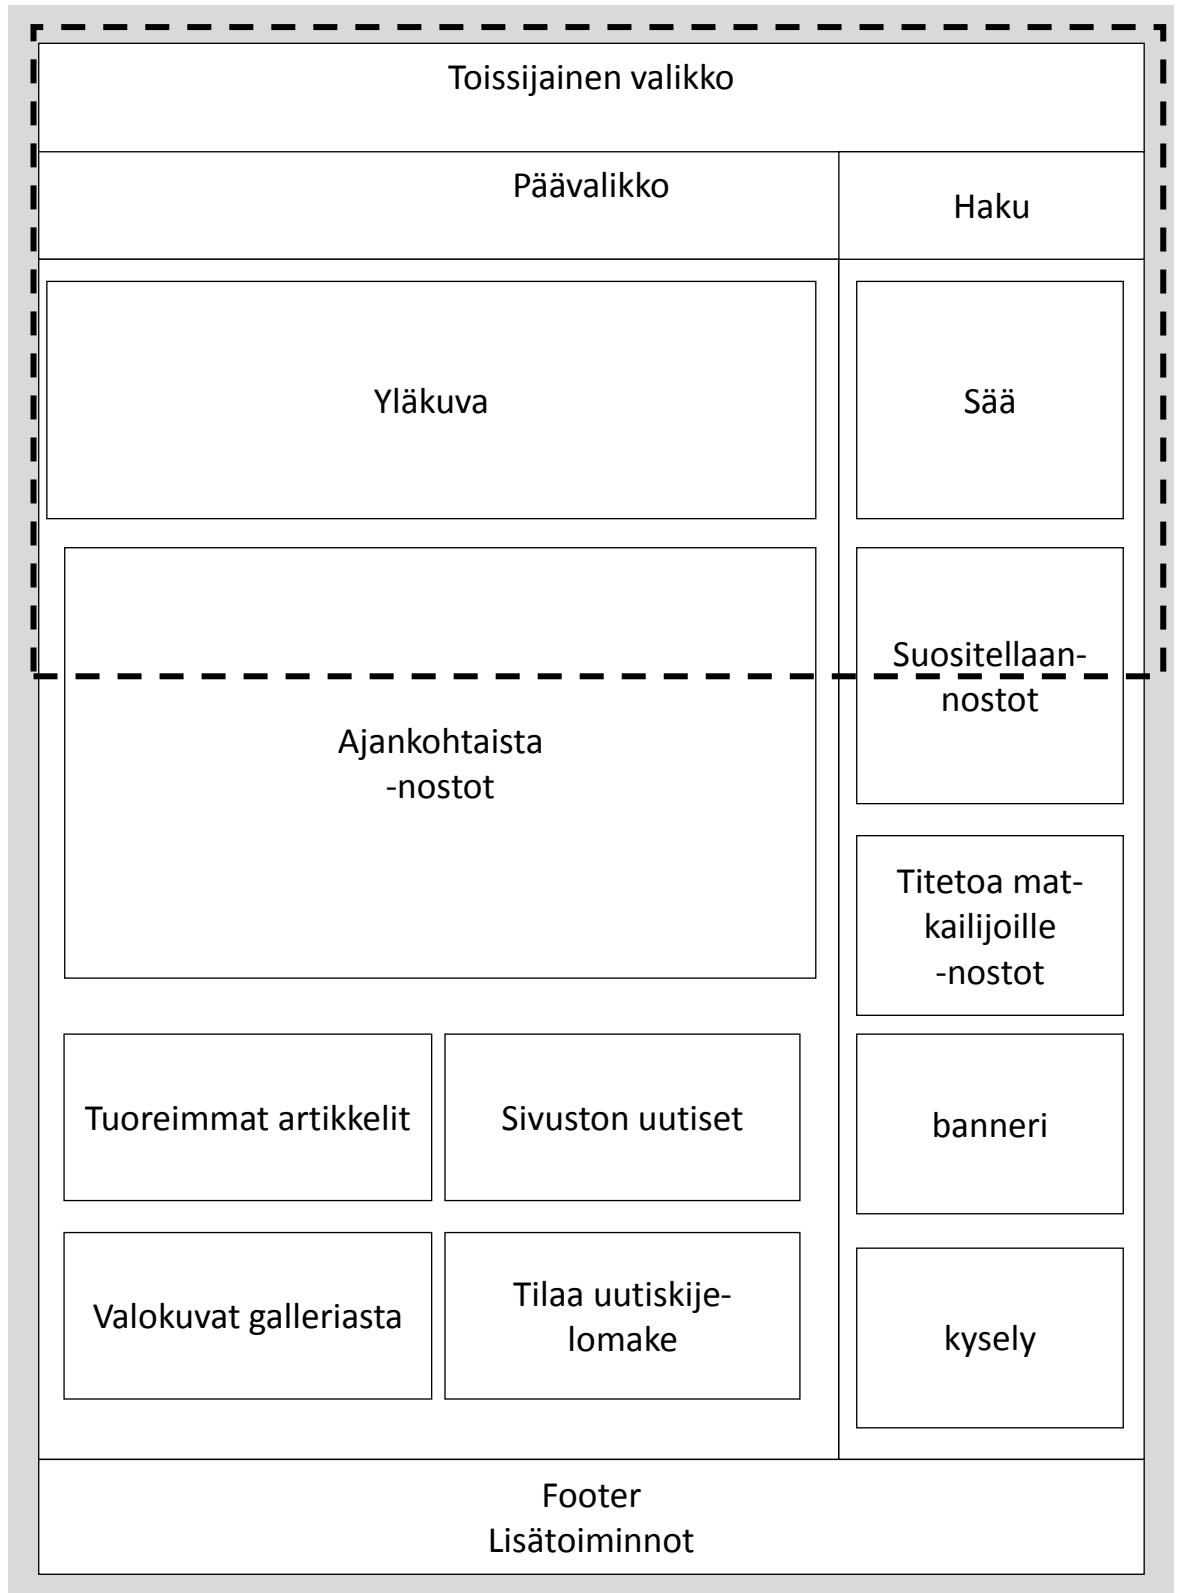 Toissijainen valikko
Päävalikko
Haku
Yläkuva
Sää
Suositellaan-
nostot
Ajankohtaista
-nostot
Titetoa mat-
kailijoille
-nostot
Tuoreimmat artikkelit
Sivuston uutiset
banneri
Valokuvat galleriasta
Tilaa uutiskije-
lomake
kysely
Footer
Lisätoiminnot